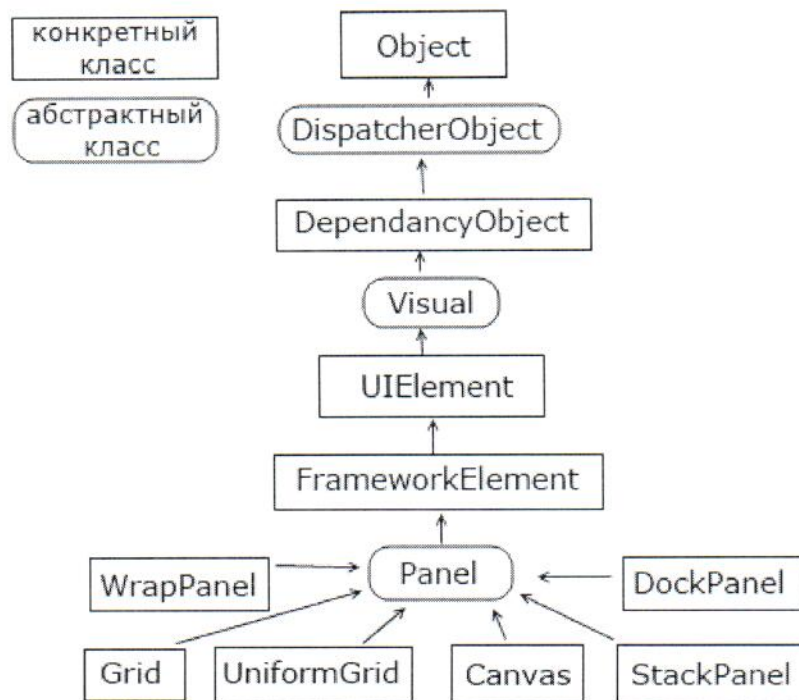 конкретный
класс
Object
абстрактный
класс
DispatcherObject
DependancyObject
Visual
UIElement
FrameworkElement
WrapPanel
Panel
DockPanel
Grid
UniformGrid
Canvas
StackPanel